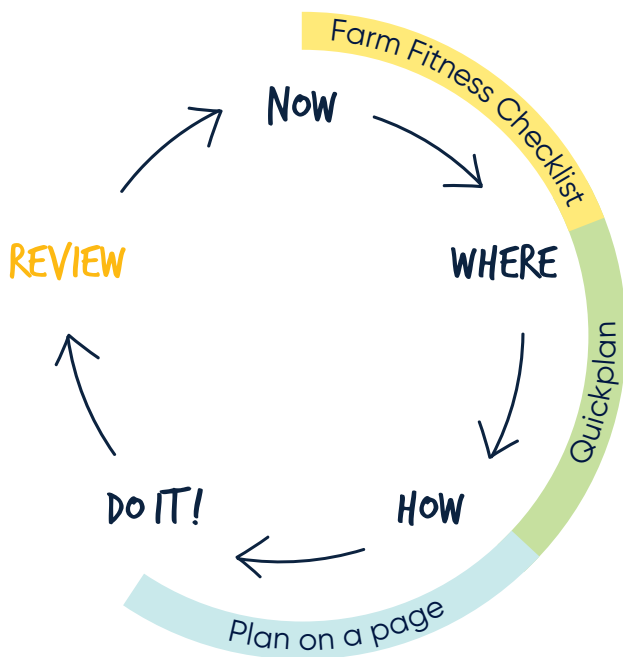 Farm Fitness Checklist
NOW
WHERE
REVIEW
Quickplan
HOW
DO IT!
Plan on a page